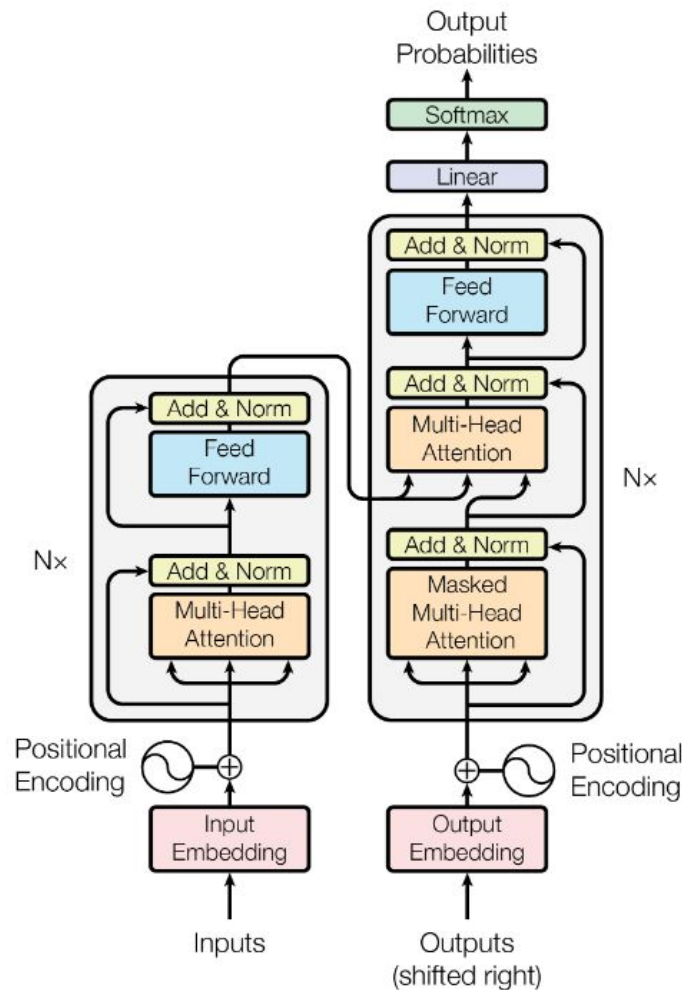 Output
Probabilities
Softmax
Linear
Add & Norm
Feed
Forward
Add & Norm
Multi-Head
Attention
Add & Norm
Masked
Multi-Head
Attention
Nx
Add & Norm
Feed
Forward
Add & Norm
Multi-Head
Attention
Nx
Positional
Encoding
Positional
Encoding
Input
Embedding
Output
Embedding
Inputs
Outputs
(shifted right)